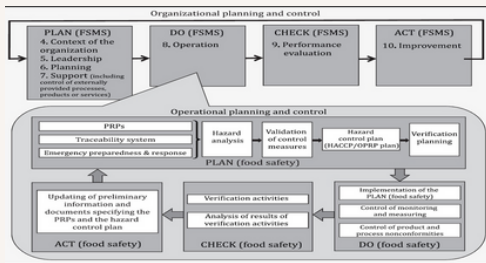 Organizational planning and control
PLAN (FSMS)
4. Context of the
organization
5. Leadership
6. Planning
7. Support (including
control of externally
provided processes,
products or services)
DO (FSMS)
8. Operation
CHECK (FSMS)
9. Performance
evaluation
ACT (FSMS)
10. Improvement
Operational planning and control
PRPs
Traceability system
Emergency preparedness & response
Hazard
analysis
Validation
of control
measures
Hazard
control plan
(HACCP/OPRP plan)
Verification
planning
PLAN (food safety)
Updating of preliminary
information and
documents specifying
the PRPs and the hazard
control plan
ACT (food safety)
Verification activities
Analysis of results of
verification activities
CHECK (food safety)
Implementation of the
PLAN (food safety)
Control of monitoring
and measuring
Control of product and
process nonconformities
DO (food safety)